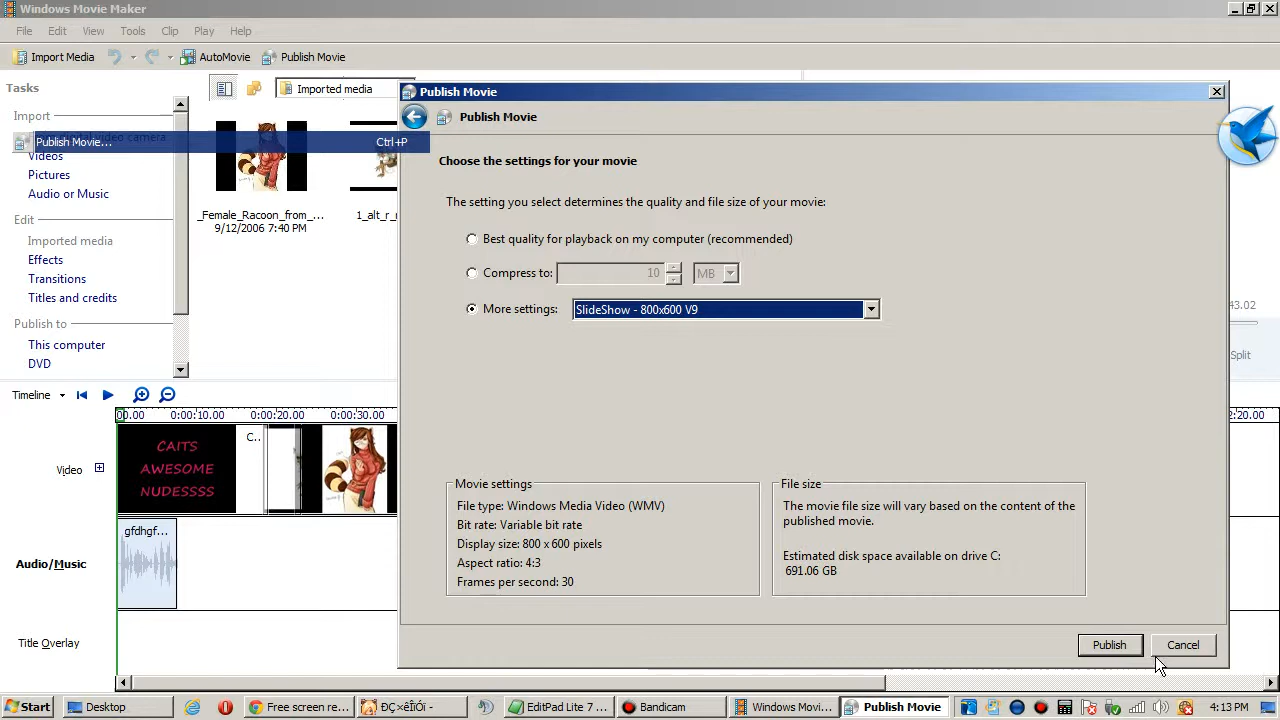 Windows Movie Maker
File Edit View Tools Clip Play Help
Import Media AutoMovie Publish Movie
Tasks
Imported media
Import
Publish Movie... Ctrl+P
Videos
Pictures
Audio or Music
Edit
Imported media
Effects
Transitions
Titles and credits
Publish to
This computer
DVD
_Female_Racoon_from_...
9/12/2006 7:40 PM
1_alt_r_
Publish Movie
Publish Movie
Choose the settings for your movie
The setting you select determines the quality and file size of your movie:
Best quality for playback on my computer (recommended)
Compress to: 10 MB
More settings: SlideShow - 800x600 V9
Movie settings
File type: Windows Media Video (WMV)
Bit rate: Variable bit rate
Display size: 800 x 600 pixels
Aspect ratio: 4:3
Frames per second: 30
File size
The movie file size will vary based on the content of the
published movie.
Estimated disk space available on drive C:
691.06 GB
Publish Cancel
43.02
Split
Timeline
00.00 0:00:10.00 0:00:20.00 0:00:30.00
:20.00
Video
CAITS
AWESOME
NUDESSSS
C..
gfdhgf...
Audio/Music
Title Overlay
Start Desktop Free screen re... ÐÇ×êÎÓÎí - EditPad Lite 7 ... Bandicam Windows Movi... Publish Movie 4:13 PM